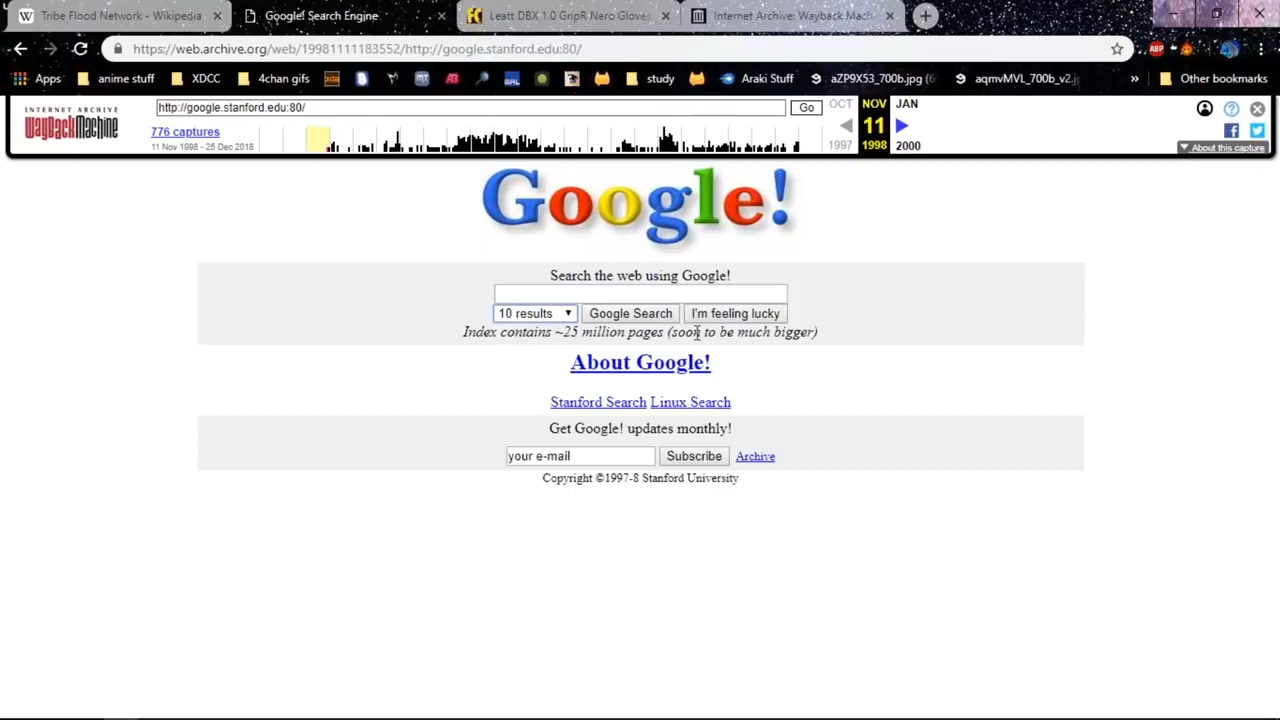 Tribe Flood Network - Wikipedia
Google! Search Engine
Leatt DBX 1.0 GripR Nero Gloves
Internet Archive: Wayback Mach
https://web.archive.org/web/19981111183552/http://google.stanford.edu:80/
ABP
Apps
anime stuff
XDCC
4chan gifs
study
Araki Stuff
aZP9X53_700b.jpg (6
aqmvMVL_700b_v2.j
»
Other bookmarks
INTERNET ARCHIVE
WayBackMachine
http://google.stanford.edu:80/
Go
OCT NOV JAN
776 captures
11
11 Nov 1998 - 25 Dec 2018
1997 1998 2000
About this capture
Google!
Search the web using Google!
10 results
Google Search
I'm feeling lucky
Index contains ~25 million pages (soon to be much bigger)
About Google!
Stanford Search Linux Search
Get Google! updates monthly!
your e-mail
Subscribe
Archive
Copyright ©1997-8 Stanford University